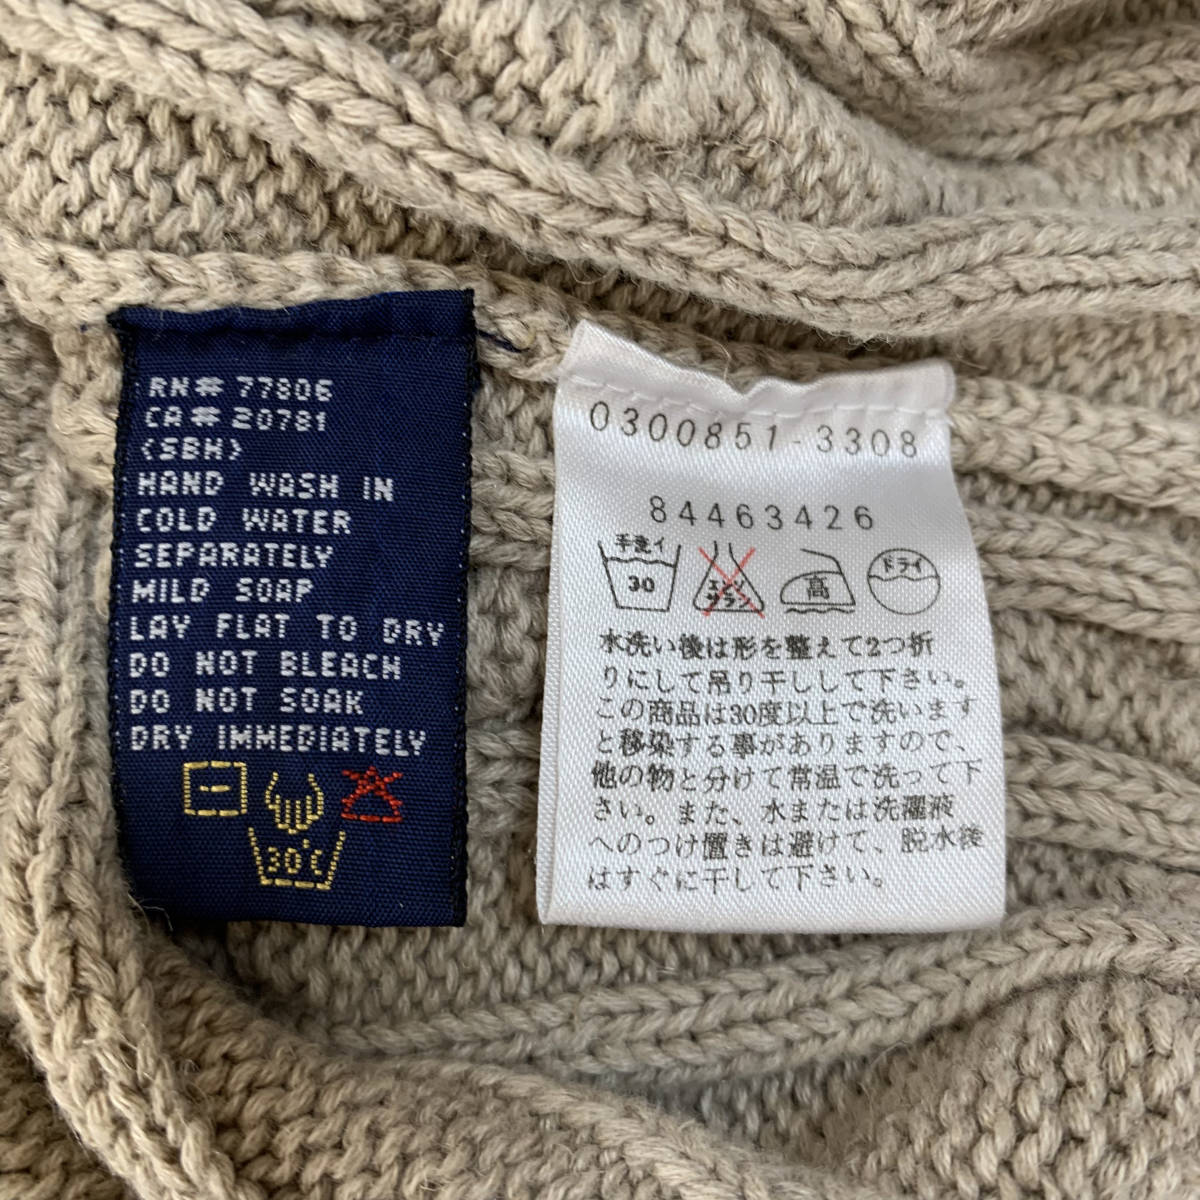 RN# 77806
CA# 20781
(SBH)
HAND WASH IN
COLD WATER
SEPARATELY
MILD SOAP
LAY FLAT TO DRY
DO NOT BLEACH
DO NOT SOAK
DRY IMMEDIATELY
30°C
0300851-3308
84463426
手洗イ
30
エンソ
サラシ
高
ドライ
水洗い後は形を整えて2つ折
りにして吊り干しして下さい。
この商品は30度以上で洗います
と移染する事がありますので、
他の物と分けて常温で洗って下
さい。また、水または洗濯液
へのつけ置きは避けて、脱水後
はすぐに干して下さい。